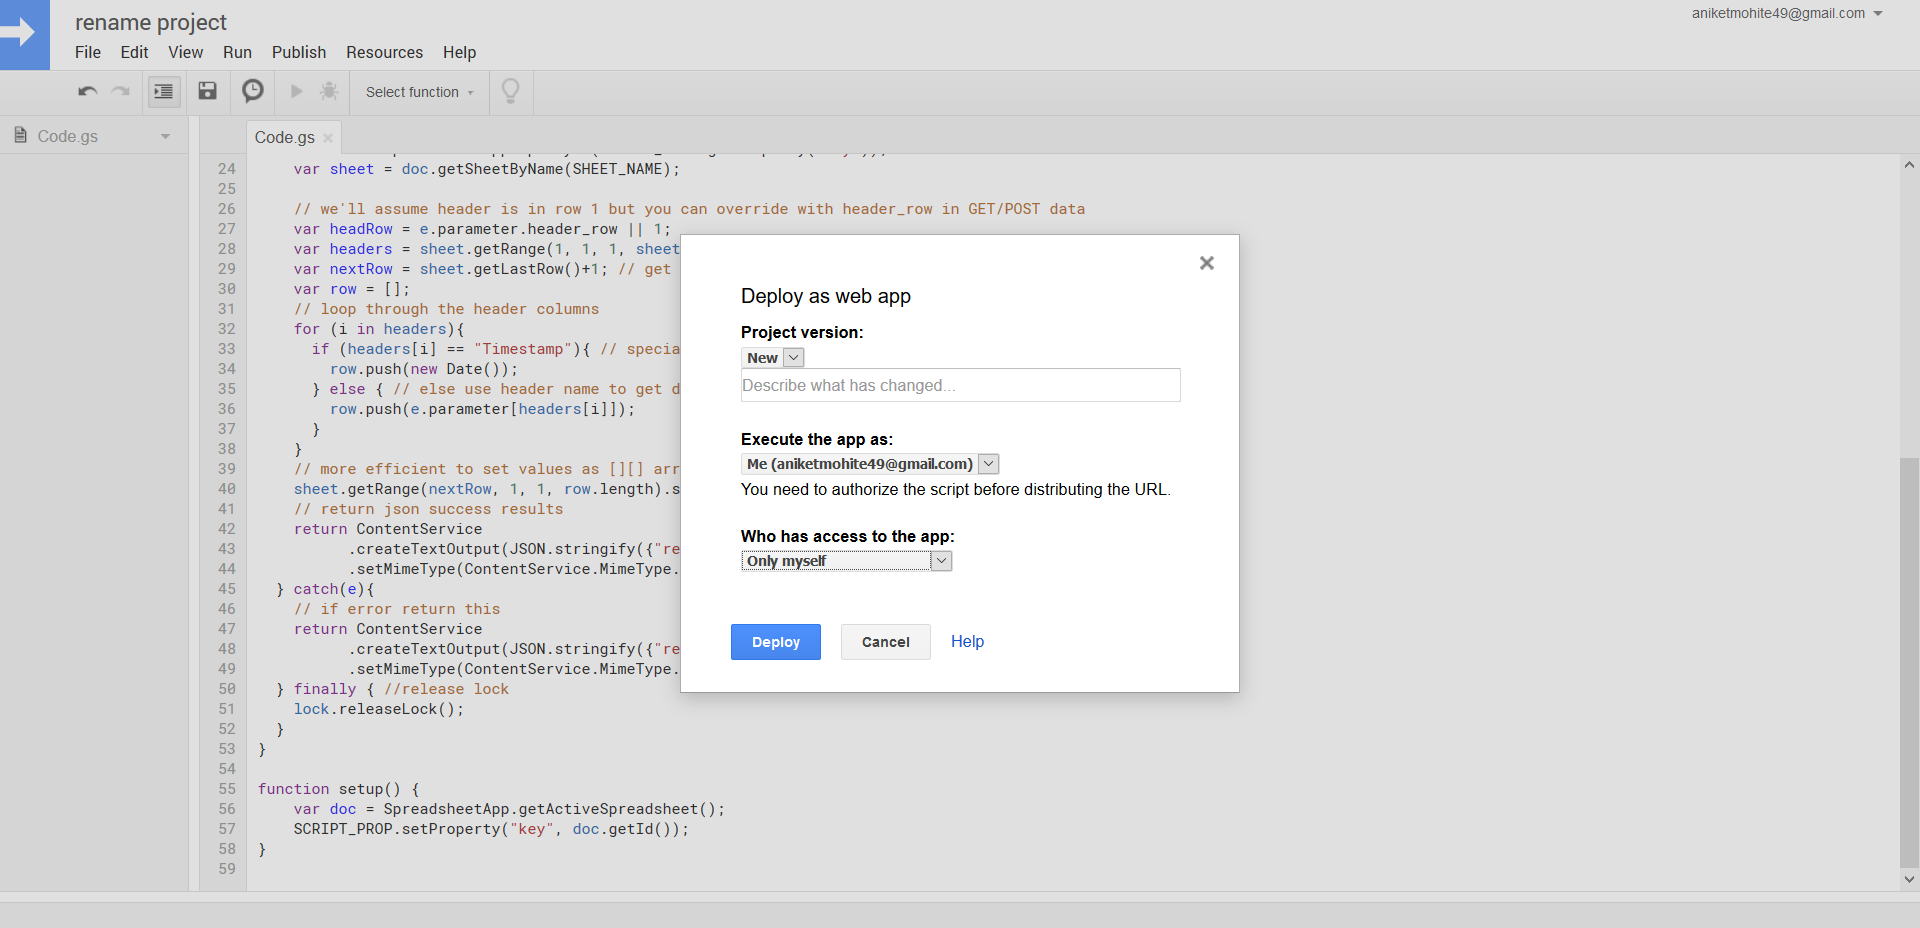 rename project
aniketmohite49@gmail.com
File Edit View Run Publish Resources Help
Select function
Code.gs
Code.gs
24 var sheet = doc.getSheetByName(SHEET_NAME);
25
26 // we'll assume header is in row 1 but you can override with header_row in GET/POST data
27 var headRow = e.parameter.header_row || 1;
28 var headers = sheet.getRange(1, 1, 1, sheet
29 var nextRow = sheet.getLastRow()+1; // get
30 var row = [];
31 // loop through the header columns
32 for (i in headers){
33 if (headers[i] == "Timestamp"){ // specia
34 row.push(new Date());
35 } else { // else use header name to get d
36 row.push(e.parameter[headers[i]]);
37 }
38 }
39 // more efficient to set values as [][] arr
40 sheet.getRange(nextRow, 1, 1, row.length).s
41 // return json success results
42 return ContentService
43 .createTextOutput(JSON.stringify({"re
44 .setMimeType(ContentService.MimeType.
45 } catch(e){
46 // if error return this
47 return ContentService
48 .createTextOutput(JSON.stringify({"re
49 .setMimeType(ContentService.MimeType.
50 } finally { //release lock
51 lock.releaseLock();
52 }
53 }
54
55 function setup() {
56 var doc = SpreadsheetApp.getActiveSpreadsheet();
57 SCRIPT_PROP.setProperty("key", doc.getId());
58 }
59
Deploy as web app
Project version:
New
Describe what has changed...
Execute the app as:
Me (aniketmohite49@gmail.com)
You need to authorize the script before distributing the URL.
Who has access to the app:
Only myself
Deploy Cancel Help